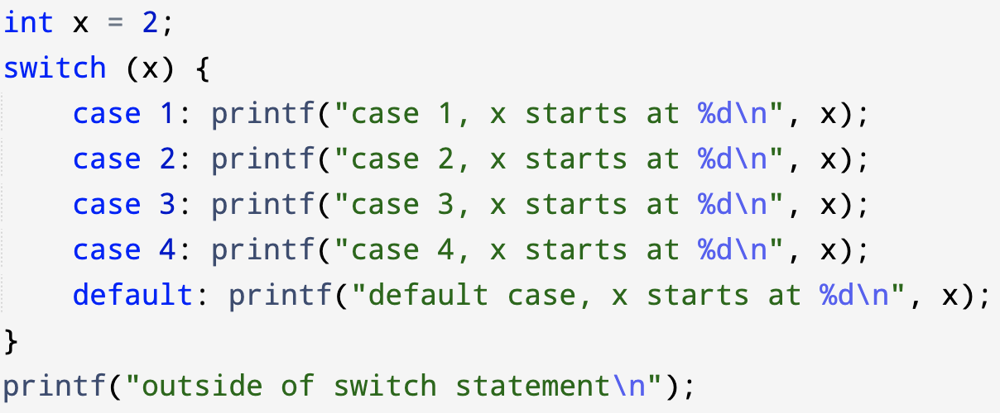 int x = 2;
switch (x) {
    case 1: printf("case 1, x starts at %d\n", x);
    case 2: printf("case 2, x starts at %d\n", x);
    case 3: printf("case 3, x starts at %d\n", x);
    case 4: printf("case 4, x starts at %d\n", x);
    default: printf("default case, x starts at %d\n", x);
}
printf("outside of switch statement\n");